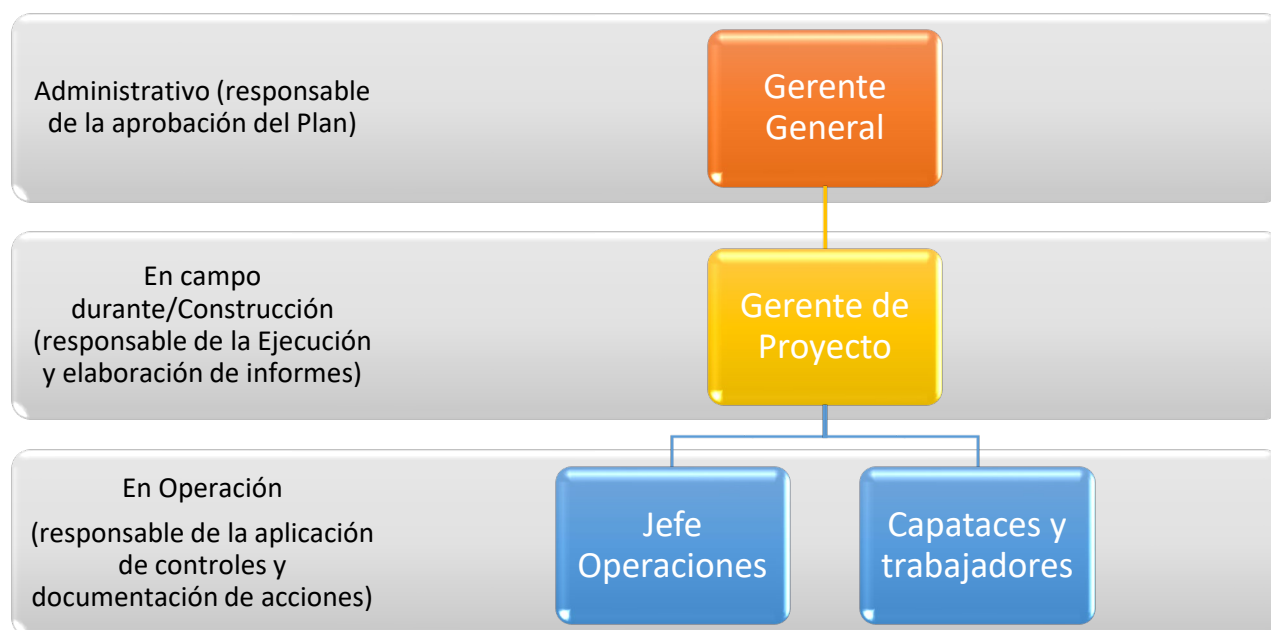 Administrativo (responsable
de la aprobación del Plan)
Gerente
General
En campo
durante/Construcción
(responsable de la Ejecución
y elaboración de informes)
Gerente de
Proyecto
En Operación
(responsable de la aplicación
de controles y
documentación de acciones)
Jefe
Operaciones
Capataces y
trabajadores